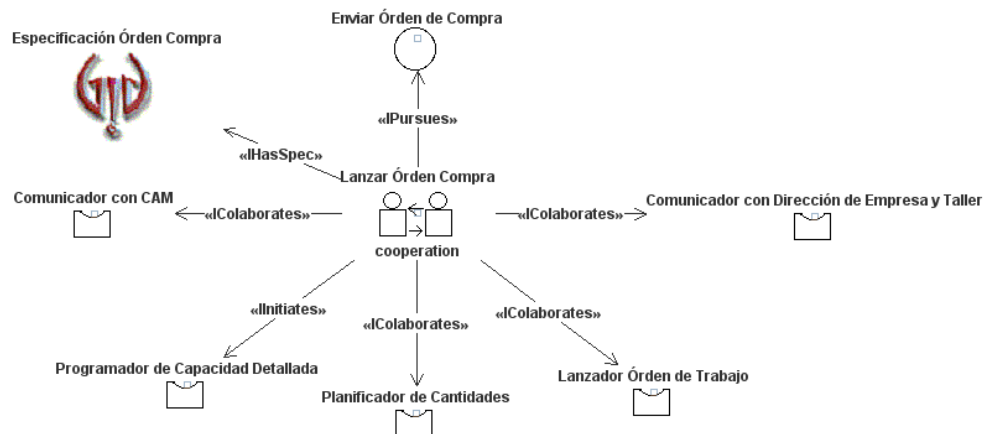 Enviar Órden de Compra
Especificación Órden Compra
«IPursues»
«IHasSpec»
Lanzar Órden Compra
Comunicador con CAM
Comunicador con Dirección de Empresa y Taller
«IColaborates»
«IColaborates»
cooperation
«IInitiates»
«IColaborates»
«IColaborates»
Programador de Capacidad Detallada
Lanzador Órden de Trabajo
Planificador de Cantidades